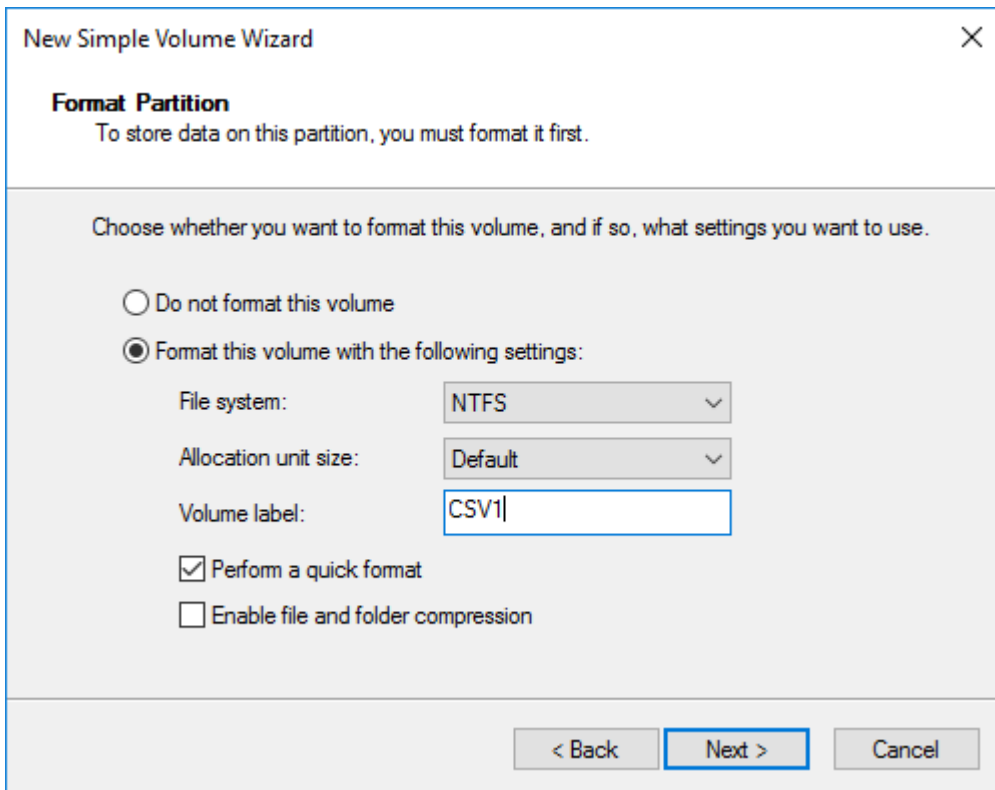 New Simple Volume Wizard
Format Partition
To store data on this partition, you must format it first.
Choose whether you want to format this volume, and if so, what settings you want to use.
Do not format this volume
Format this volume with the following settings:
File system: NTFS
Allocation unit size: Default
Volume label: CSV1
Perform a quick format
Enable file and folder compression
< Back Next > Cancel